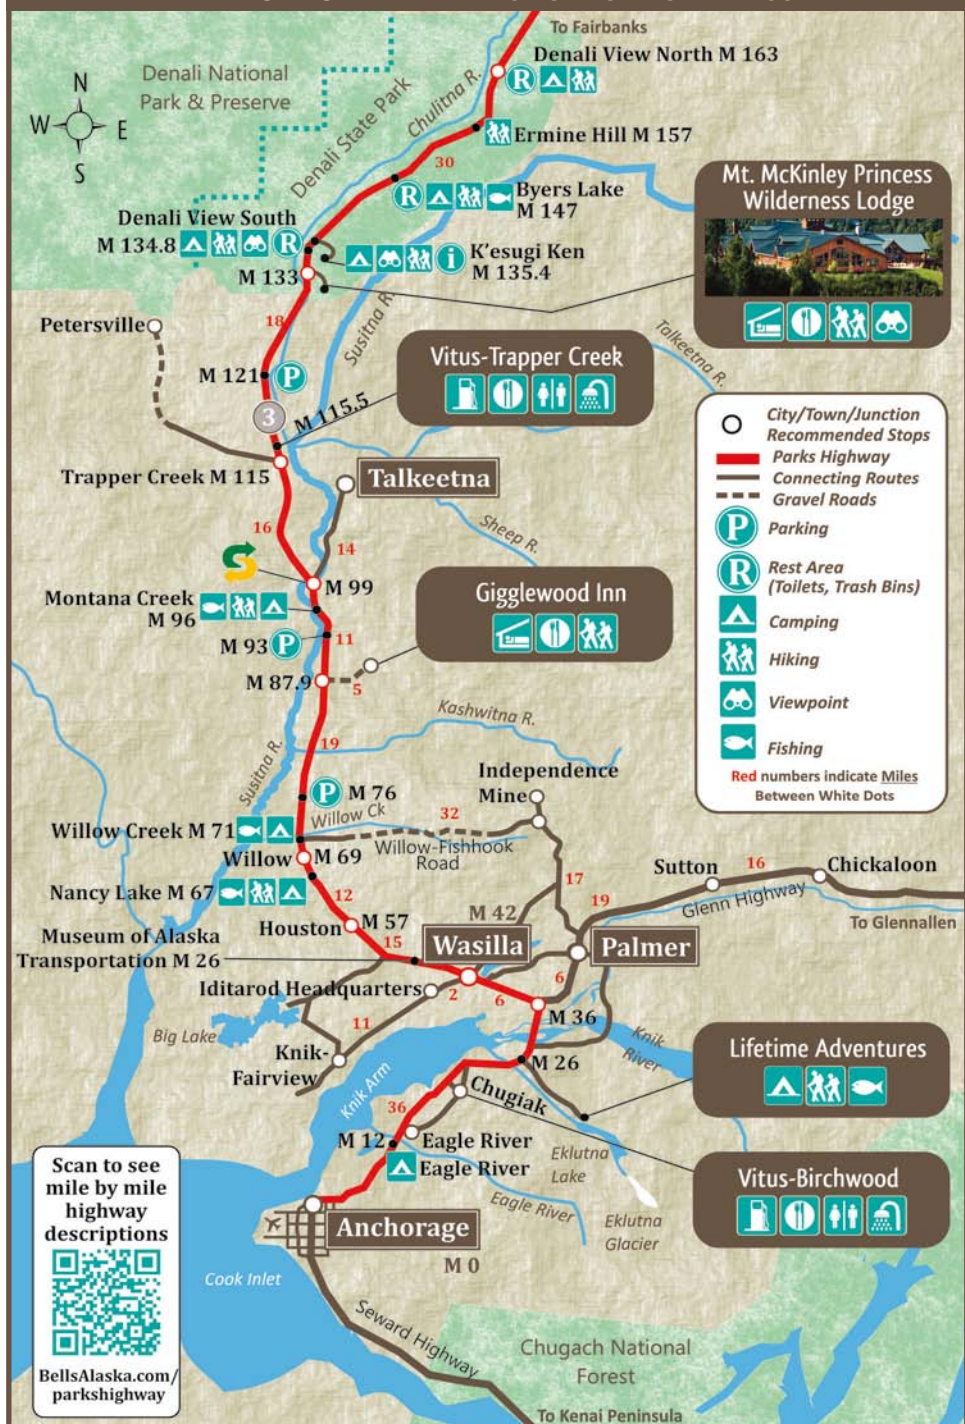 To Fairbanks
Denali View North M 163
R
Denali National
Park & Preserve
N
W E
S
Denali State Park
Chulitna R.
Ermine Hill M 157
30
R
Byers Lake
M 147
Mt. McKinley Princess
Wilderness Lodge
Denali View South
M 134.8
R
K'esugi Ken
M 135.4
i
M 133
Petersville
18
Susitna R.
Talkeetna R.
Vitus-Trapper Creek
M 121
P
3
M 115.5
Trapper Creek M 115
Talkeetna
16
14
Sheep R.
City/Town/Junction
Recommended Stops
Parks Highway
Connecting Routes
Gravel Roads
P
Parking
R
Rest Area
(Toilets, Trash Bins)
Camping
Hiking
Viewpoint
Fishing
Red numbers indicate Miles
Between White Dots
S
M 99
Montana Creek
M 96
Gigglewood Inn
M 93
P
11
M 87.9
5
Kashwitna R.
19
Susitna R.
Independence
Mine
P
M 76
Willow Ck
32
Willow Creek M 71
Willow-Fishhook
Road
Willow
M 69
Nancy Lake M 67
12
17
Sutton
16
Chickaloon
19
Glenn Highway
To Glennallen
M 42
Houston
M 57
Museum of Alaska
Transportation M 26
15
Wasilla
Palmer
Iditarod Headquarters
2
6
6
M 36
Big Lake
11
Knik-
Fairview
Knik Arm
Knik
River
M 26
Lifetime Adventures
Chugiak
36
M 12
Eagle River
Eagle River
Eklutna
Lake
Eagle River
Eklutna
Glacier
Vitus-Birchwood
Anchorage
M 0
Cook Inlet
Seward Highway
Chugach National
Forest
To Kenai Peninsula
Scan to see
mile by mile
highway
descriptions
BellsAlaska.com/
parkshighway